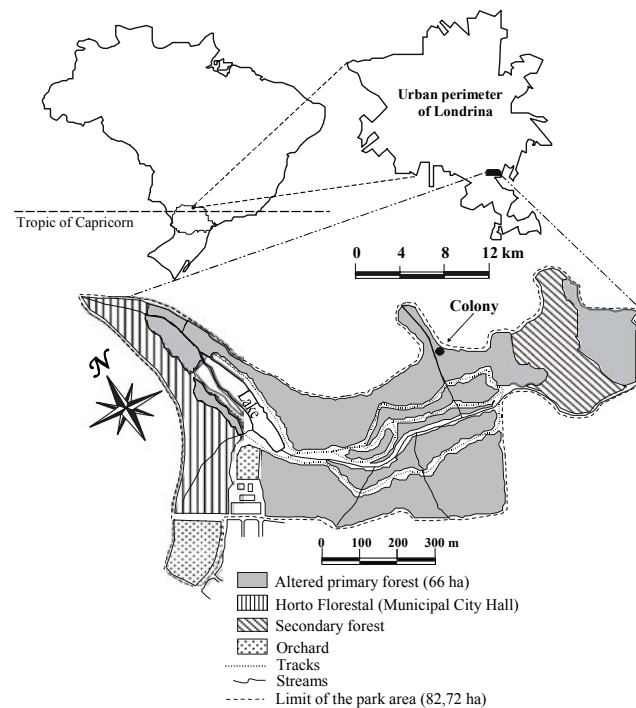 Urban perimeter
of Londrina
Tropic of Capricorn
0 4 8 12 km
Colony
N
0 100 200 300 m
Altered primary forest (66 ha)
Horto Florestal (Municipal City Hall)
Secondary forest
Orchard
Tracks
Streams
Limit of the park area (82,72 ha)